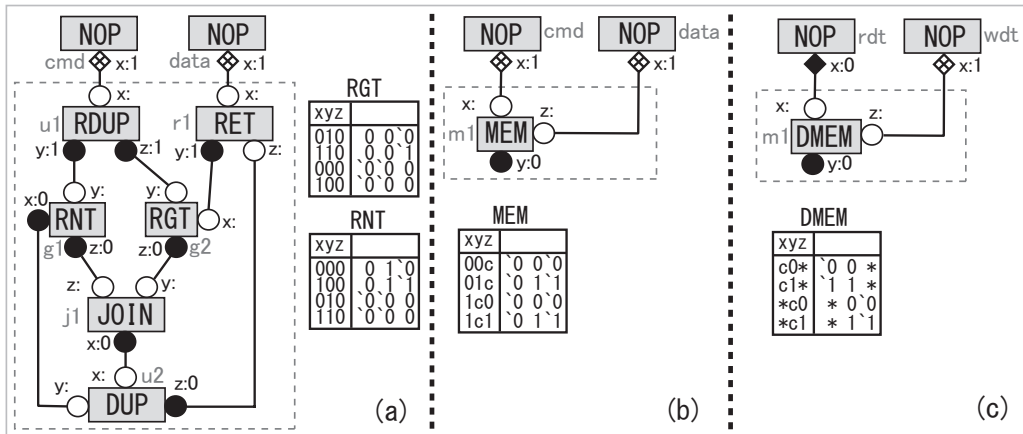 NOP NOP
cmd x:1 data x:1
x: x:
u1 RDUP r1 RET
y:1 z:1 y:1 z:
x:0 y: y:
RNT RGT x:
g1 z:0 z:0 g2
z: y:
j1 JOIN
x:0
x: u2
y: z:0
DUP
(a)
RGT
xyz
010 0 0`0
110 0 0`1
000 `0`0 0
100 `0`0 0
RNT
xyz
000 0 1`0
100 0 1`1
010 `0`0 0
110 `0`0 0
NOP cmd NOP data
x:1 x:1
x: z:
m1 MEM
y:0
MEM
xyz
00c `0 0`0
01c `0 1`1
1c0 `0 0`0
1c1 `0 1`1
(b)
NOP rdt NOP wdt
x:0 x:1
x: z:
m1 DMEM
y:0
DMEM
xyz
c0* `0 0 *
c1* `1 1 *
*c0 * 0`0
*c1 * 1`1
(c)